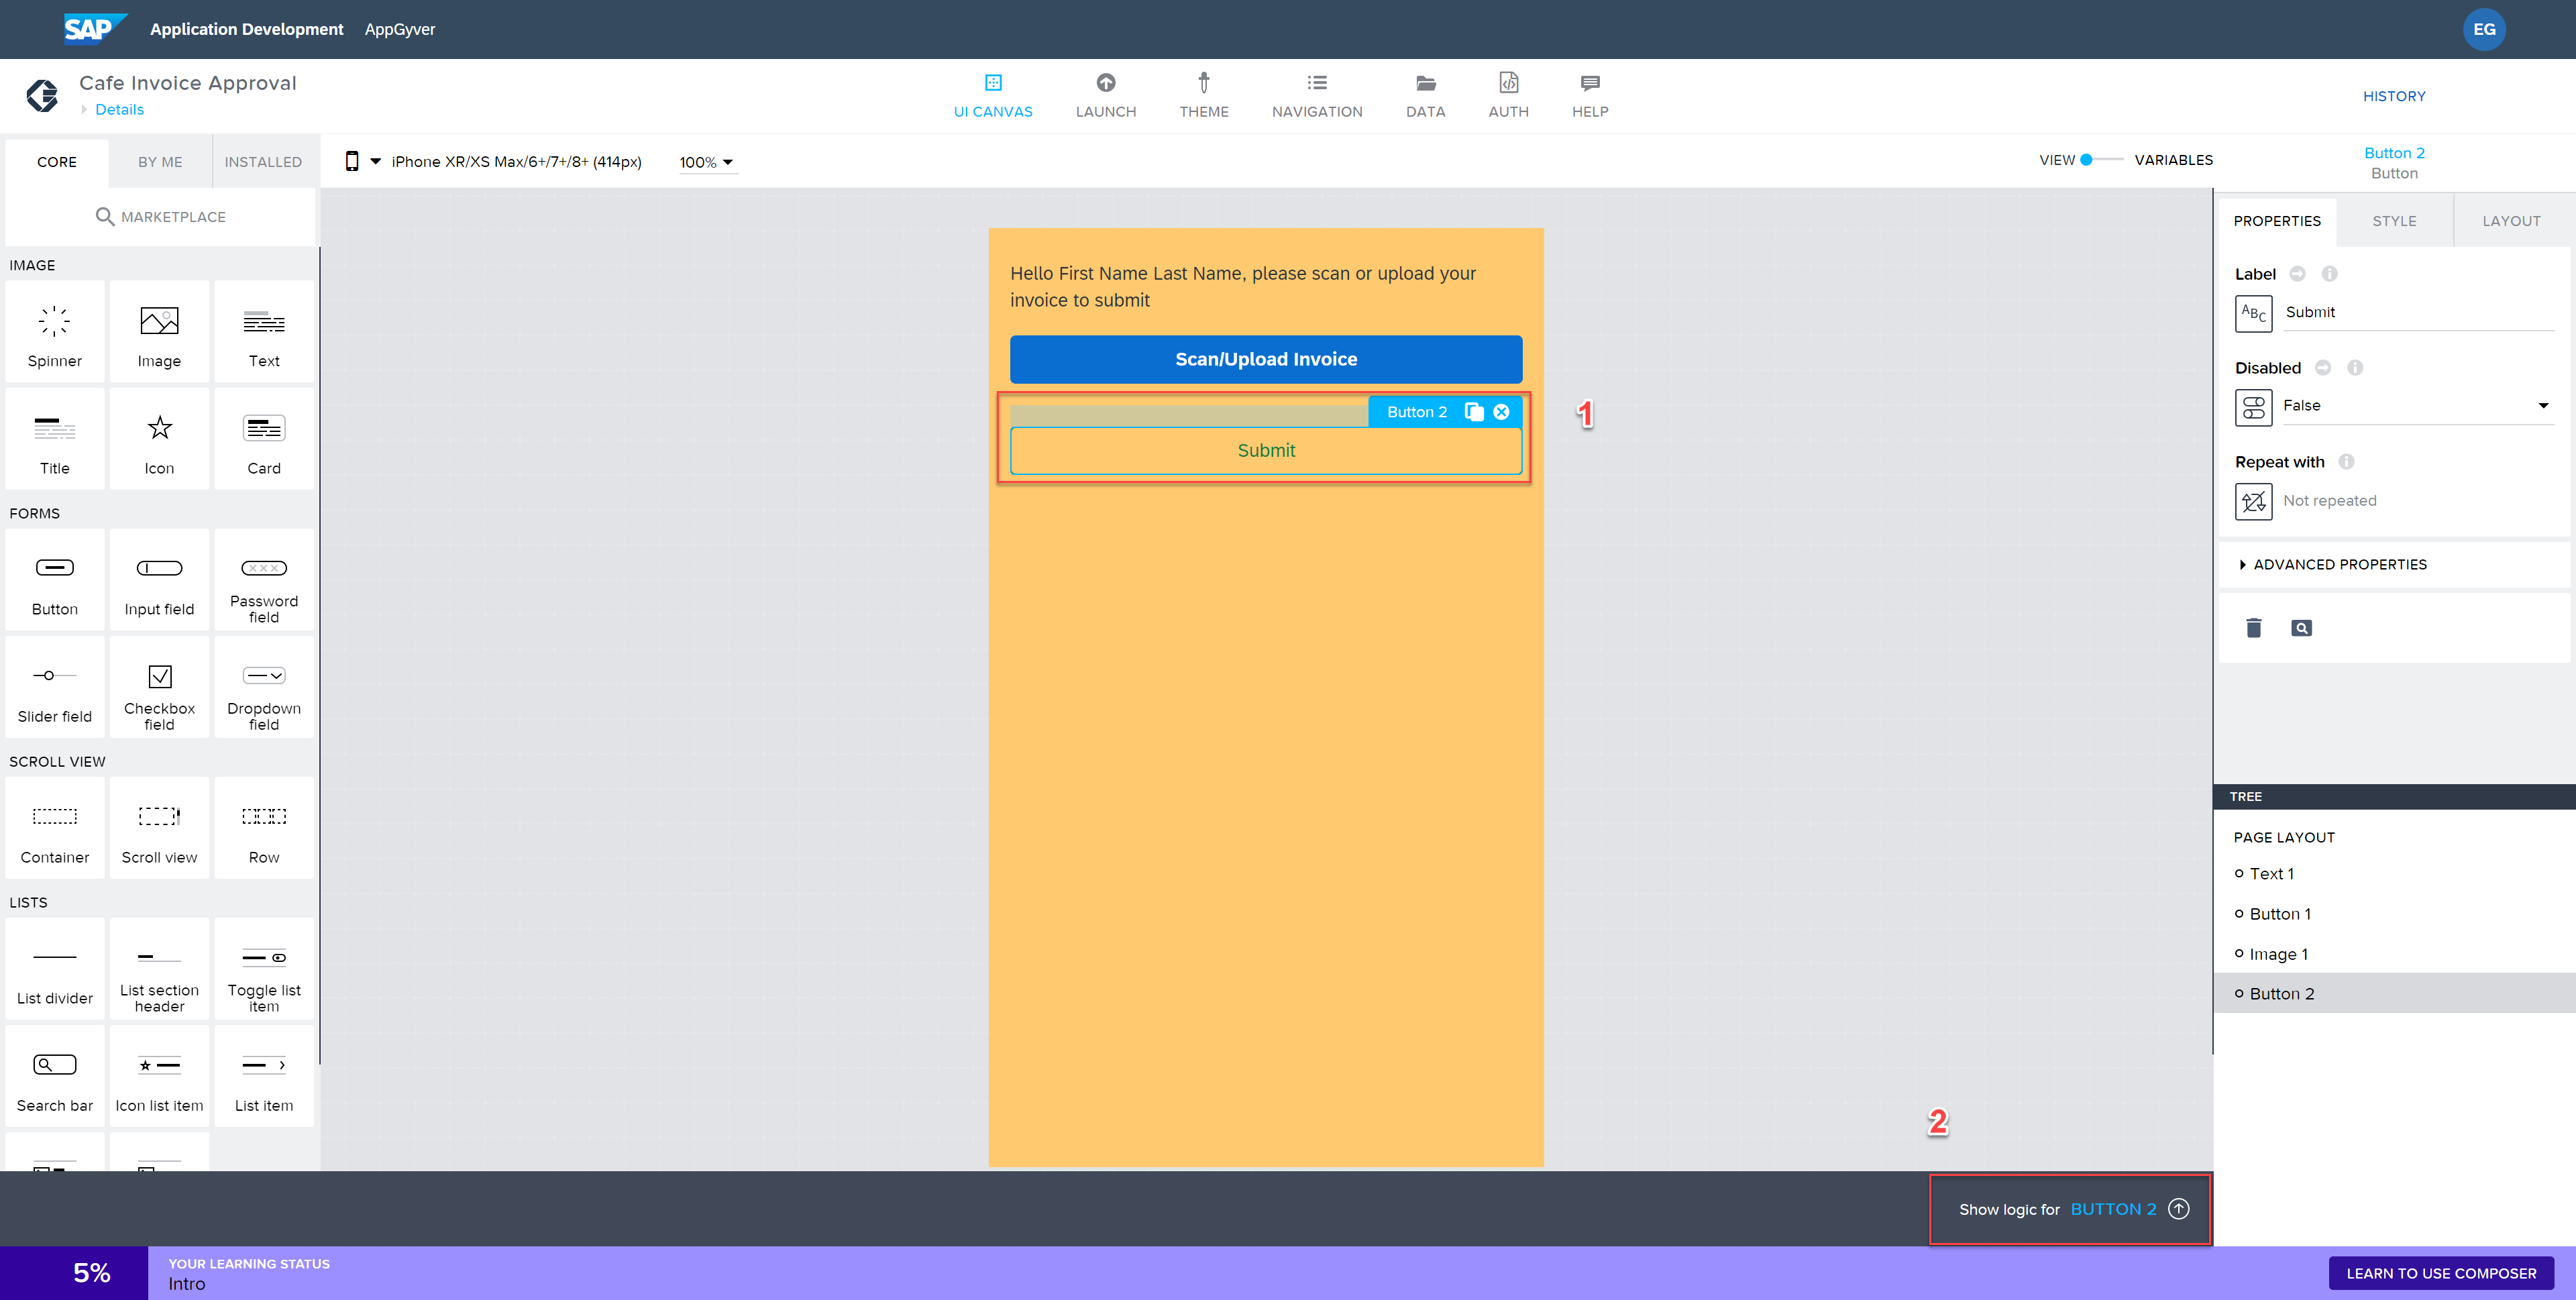 SAP Application Development AppGyver EG
Cafe Invoice Approval
Details
UI CANVAS LAUNCH THEME NAVIGATION DATA AUTH HELP
HISTORY
CORE BY ME INSTALLED
iPhone XR/XS Max/6+/7+/8+ (414px) 100%
VIEW VARIABLES
Button 2
Button
MARKETPLACE
IMAGE
Spinner Image Text
Title Icon Card
FORMS
Button Input field Password
field
Slider field Checkbox
field
Dropdown
field
SCROLL VIEW
Container Scroll view Row
LISTS
List divider List section
header
Toggle list
item
Search bar Icon list item List item
Hello First Name Last Name, please scan or upload your
invoice to submit
Scan/Upload Invoice
Button 2
Submit
1
2
Show logic for BUTTON 2
PROPERTIES STYLE LAYOUT
Label
ABC Submit
Disabled
False
Repeat with
Not repeated
ADVANCED PROPERTIES
TREE
PAGE LAYOUT
Text 1
Button 1
Image 1
Button 2
5%
YOUR LEARNING STATUS
Intro
LEARN TO USE COMPOSER